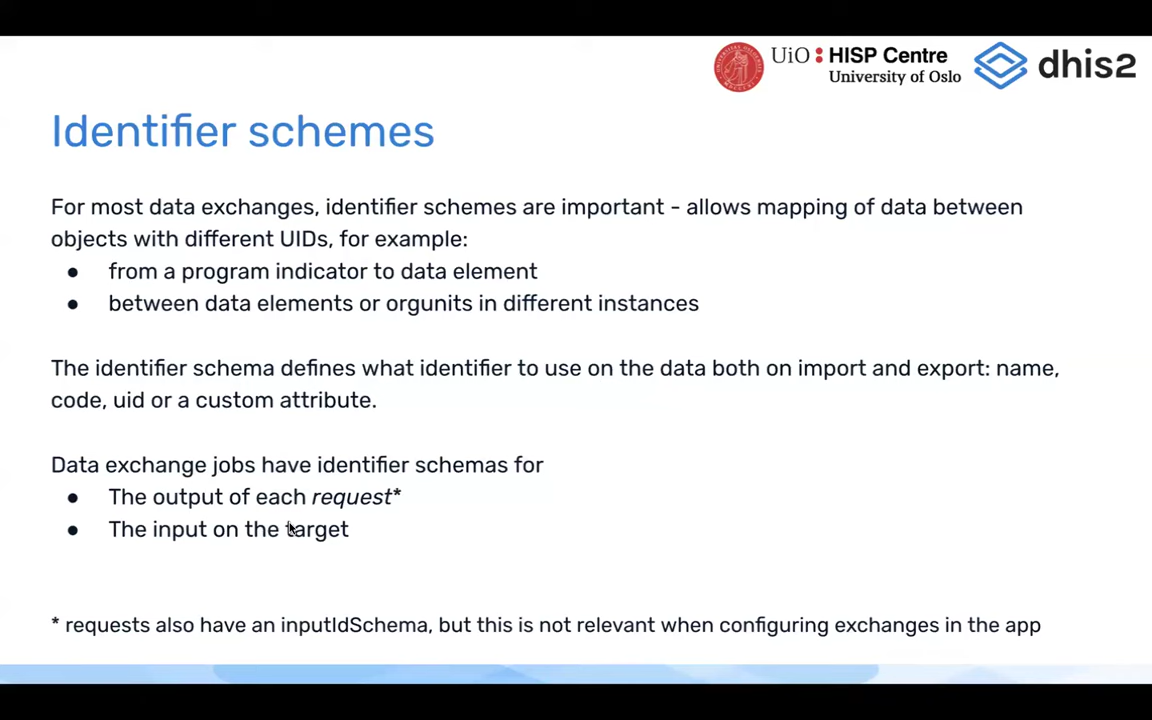 UiO : HISP Centre
University of Oslo
dhis2
Identifier schemes
For most data exchanges, identifier schemes are important - allows mapping of data between
objects with different UIDs, for example:
● from a program indicator to data element
● between data elements or orgunits in different instances
The identifier schema defines what identifier to use on the data both on import and export: name,
code, uid or a custom attribute.
Data exchange jobs have identifier schemas for
● The output of each request*
● The input on the target
* requests also have an inputIdSchema, but this is not relevant when configuring exchanges in the app